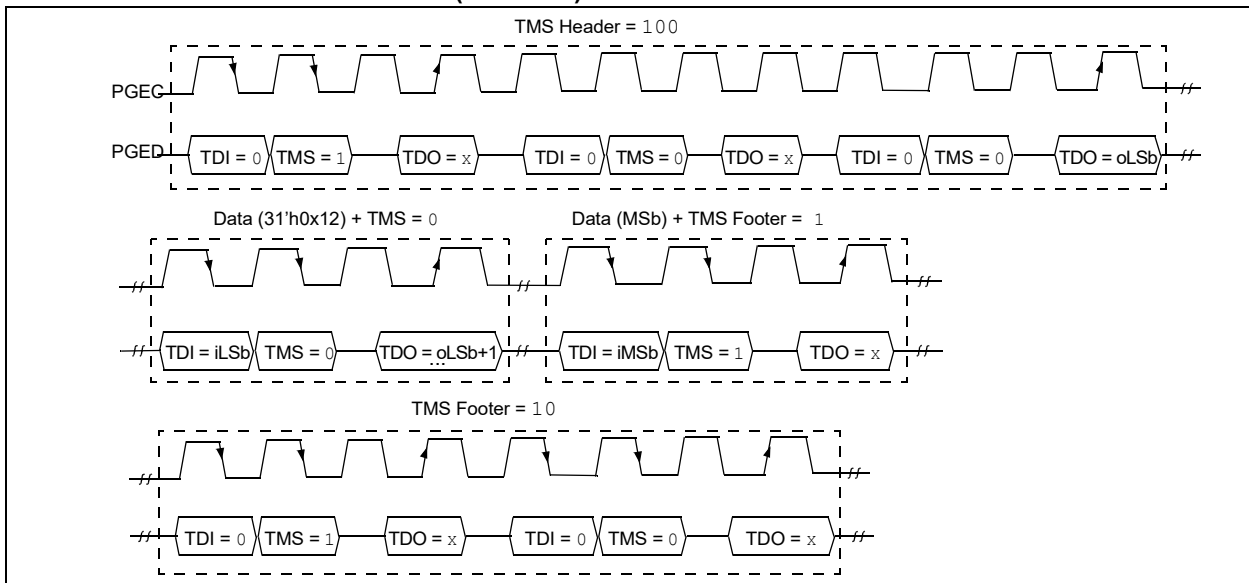 TMS Header = 100
PGEC
PGED TDI = 0 TMS = 1 TDO = x TDI = 0 TMS = 0 TDO = x TDI = 0 TMS = 0 TDO = oLSb
Data (31'h0x12) + TMS = 0 Data (MSb) + TMS Footer = 1
TDI = iLSb TMS = 0 TDO = oLSb+1 TDI = iMSb TMS = 1 TDO = x
...
TMS Footer = 10
TDI = 0 TMS = 1 TDO = x TDI = 0 TMS = 0 TDO = x